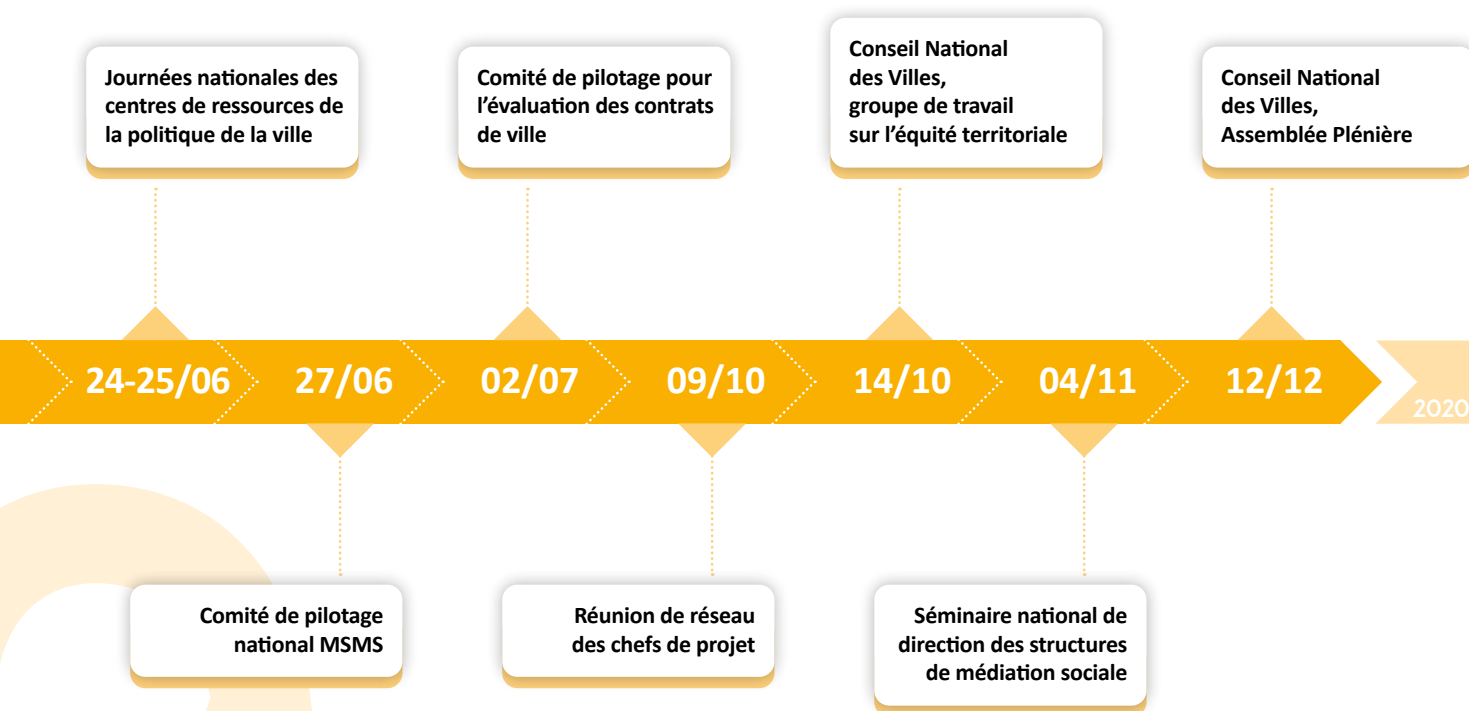 Journées nationales des
centres de ressources de
la politique de la ville
Comité de pilotage pour
l’évaluation des contrats
de ville
Conseil National
des Villes,
groupe de travail
sur l’équité territoriale
Conseil National
des Villes,
Assemblée Plénière
24-25/06
27/06
02/07
09/10
14/10
04/11
12/12
2020
Comité de pilotage
national MSMS
Réunion de réseau
des chefs de projet
Séminaire national de
direction des structures
de médiation sociale